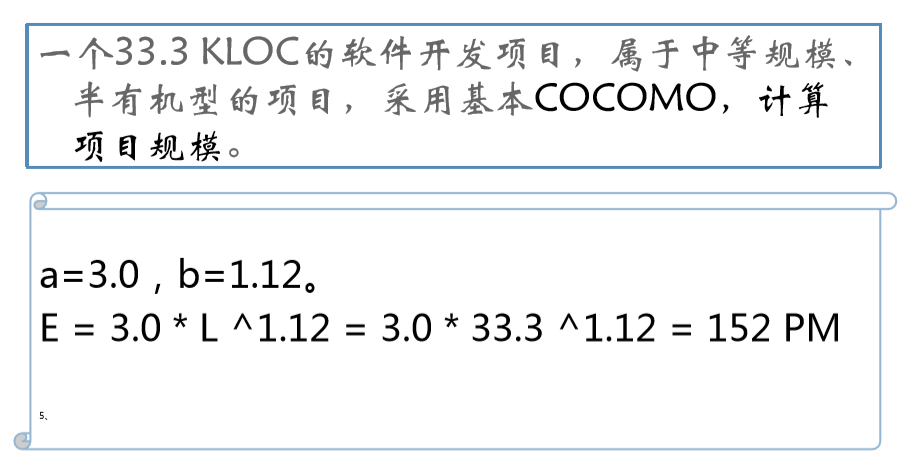 一个33.3 KLOC的软件开发项目，属于中等规模、
半有机型的项目，采用基本COCOMO，计算
项目规模。
a=3.0，b=1.12。
E = 3.0 * L ^1.12 = 3.0 * 33.3 ^1.12 = 152 PM
5、